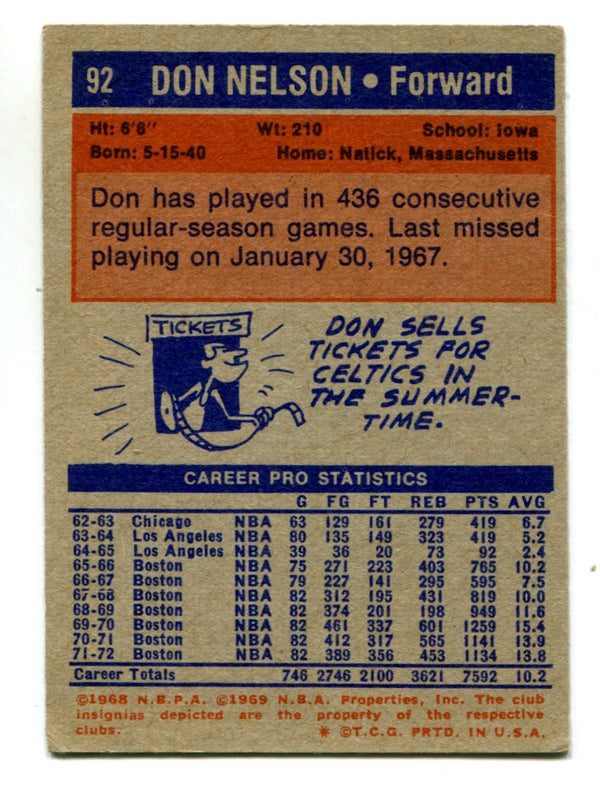 92 DON NELSON • Forward
Ht: 6'6" Wt: 210 School: Iowa
Born: 5-15-40 Home: Natick, Massachusetts
Don has played in 436 consecutive
regular-season games. Last missed
playing on January 30, 1967.
TICKETS
DON SELLS
TICKETS FOR
CELTICS IN
THE SUMMER-
TIME.
CAREER PRO STATISTICS
G FG FT REB PTS AVG
62-63 Chicago NBA 63 129 161 279 419 6.7
63-64 Los Angeles NBA 80 135 149 323 419 5.2
64-65 Los Angeles NBA 39 36 20 73 92 2.4
65-66 Boston NBA 75 271 223 403 765 10.2
66-67 Boston NBA 79 227 141 295 595 7.5
67-68 Boston NBA 82 312 195 431 819 10.0
68-69 Boston NBA 82 374 201 198 949 11.6
69-70 Boston NBA 82 461 337 601 1259 15.4
70-71 Boston NBA 82 412 317 565 1141 13.9
71-72 Boston NBA 82 389 356 453 1134 13.8
Career Totals 746 2746 2100 3621 7592 10.2
©1968 N.B.P.A. ©1969 N.B.A. Properties, Inc. The club
insignias depicted are the property of the respective
clubs. * ©T.C.G. PRTD. IN U.S.A.